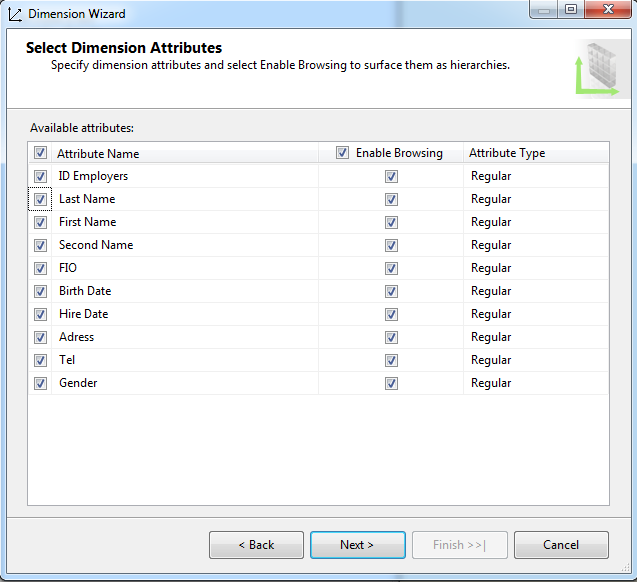 Dimension Wizard
Select Dimension Attributes
Specify dimension attributes and select Enable Browsing to surface them as hierarchies.
Available attributes:
Attribute Name Enable Browsing Attribute Type
ID Employers Regular
Last Name Regular
First Name Regular
Second Name Regular
FIO Regular
Birth Date Regular
Hire Date Regular
Adress Regular
Tel Regular
Gender Regular
< Back Next > Finish >>| Cancel